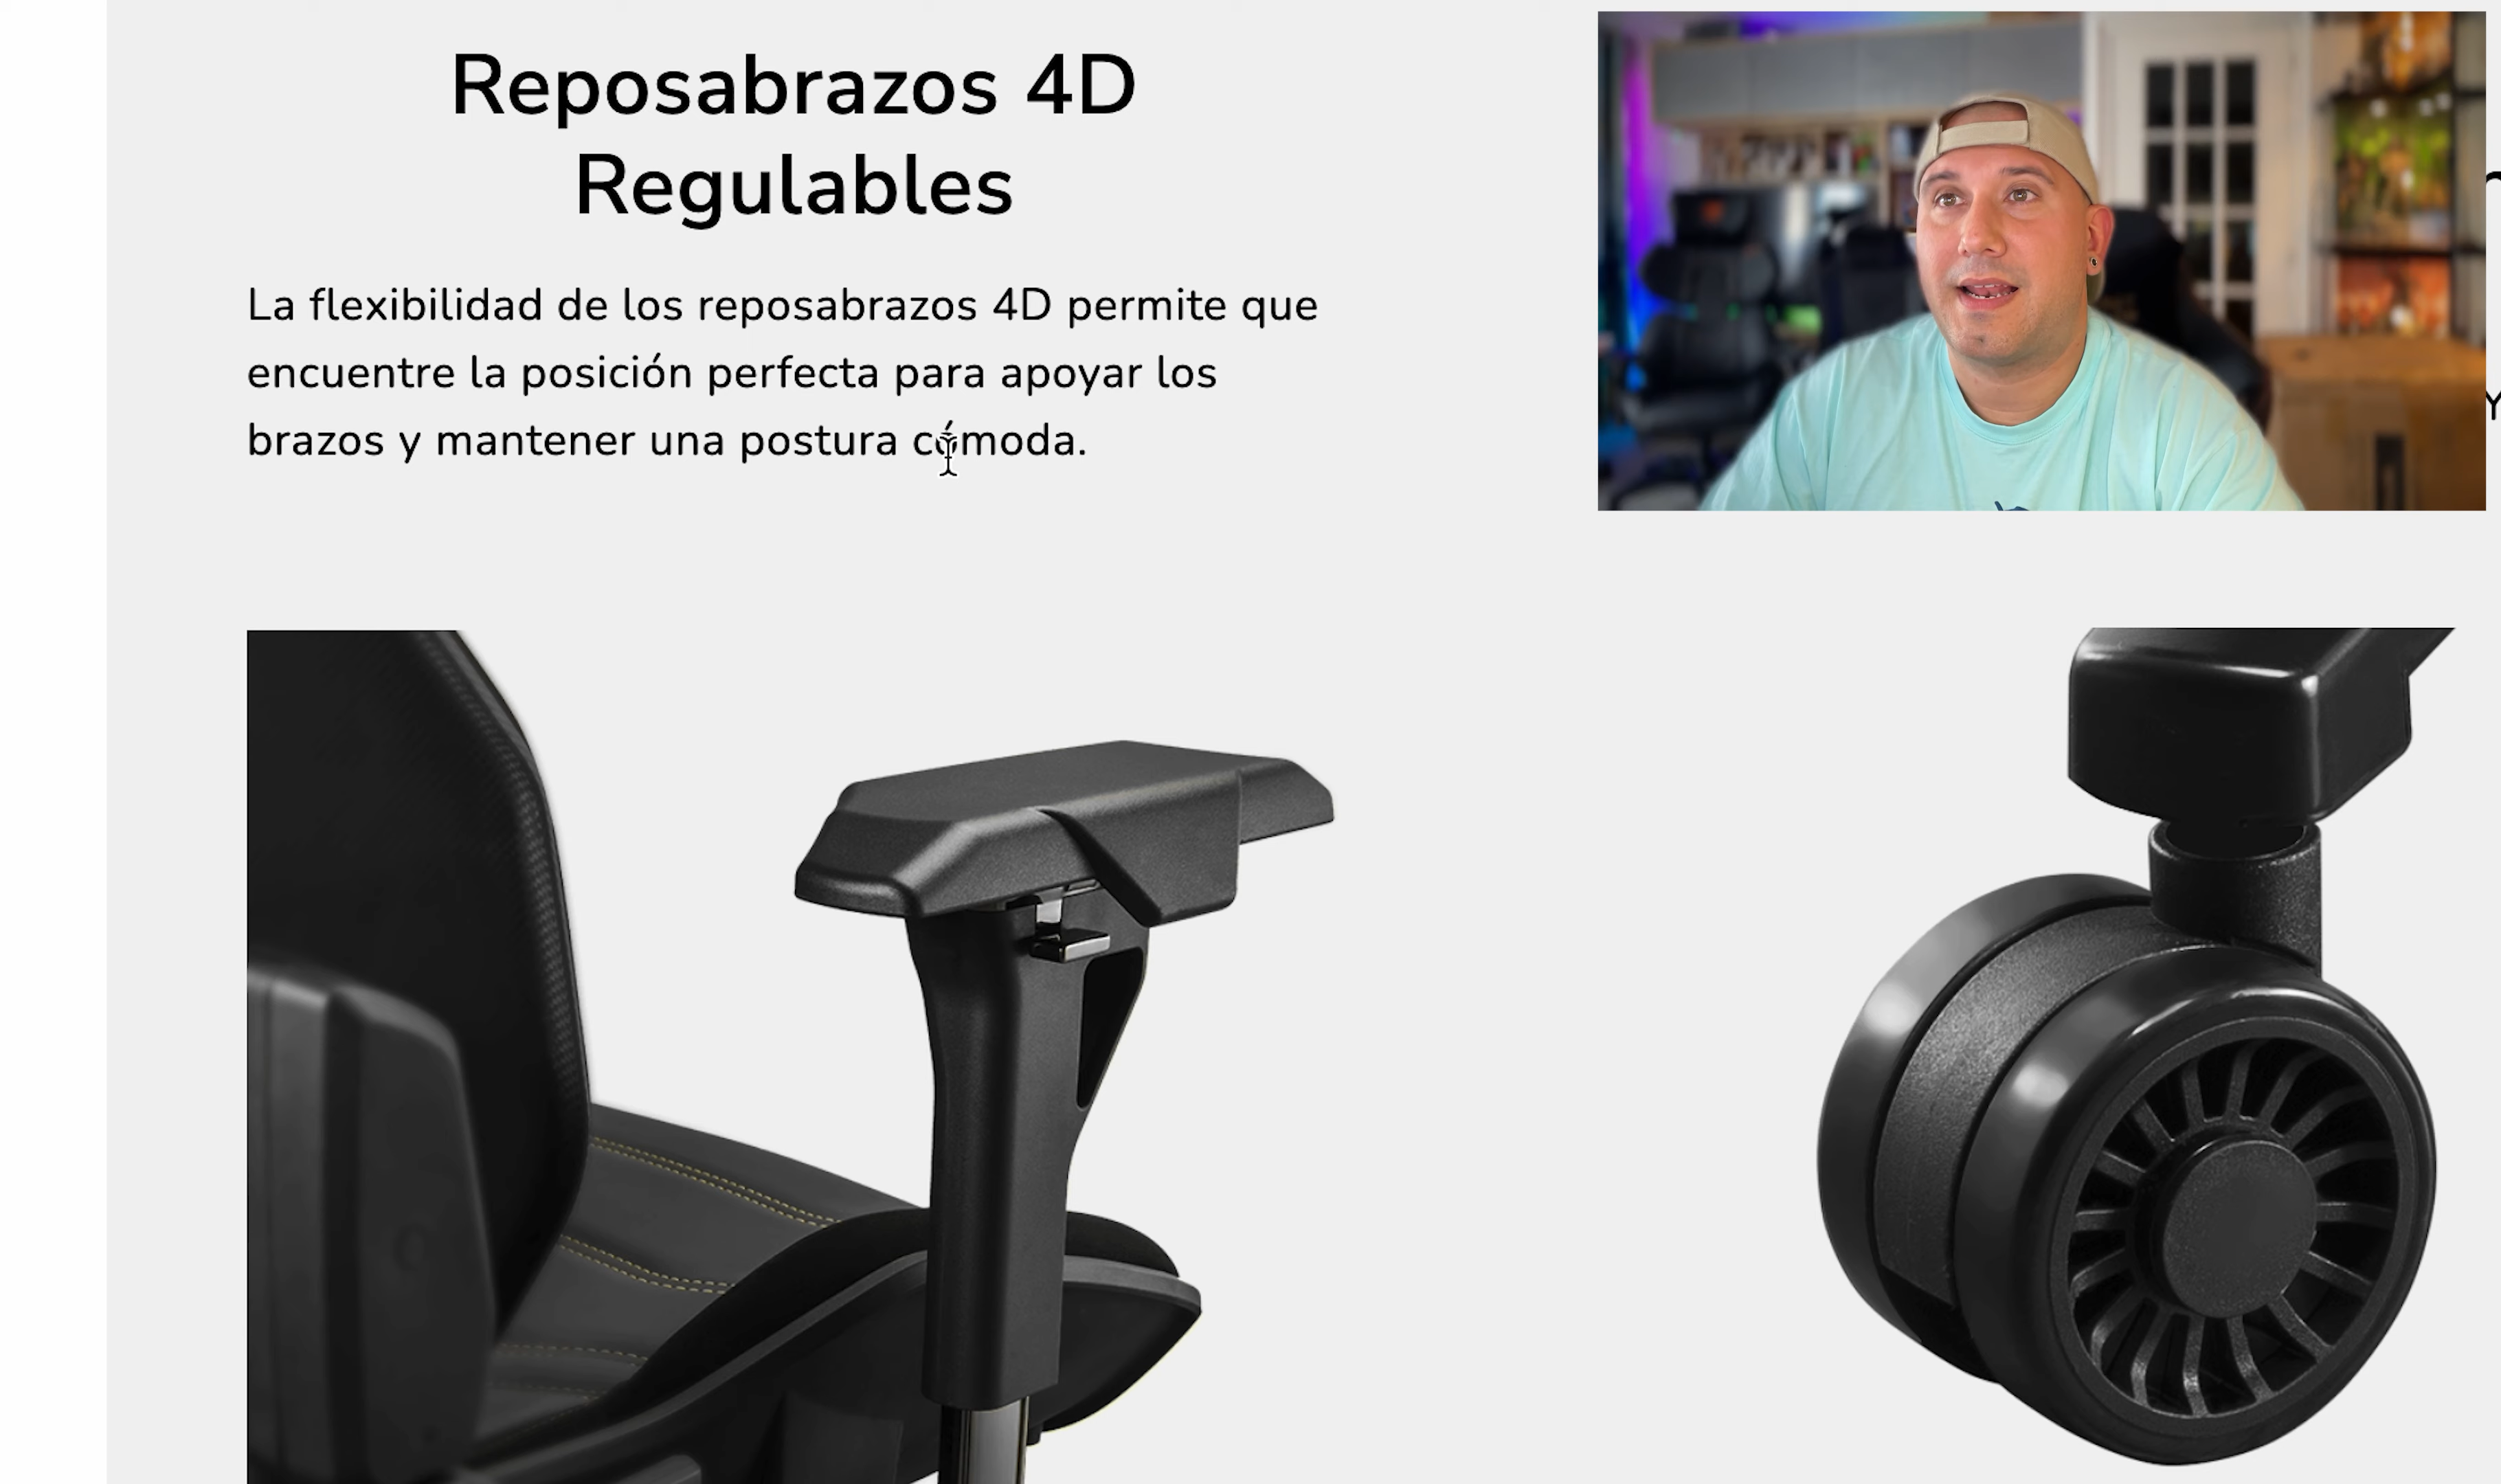 Reposabrazos 4D
Regulables
La flexibilidad de los reposabrazos 4D permite que
encuentre la posición perfecta para apoyar los
brazos y mantener una postura cómoda.